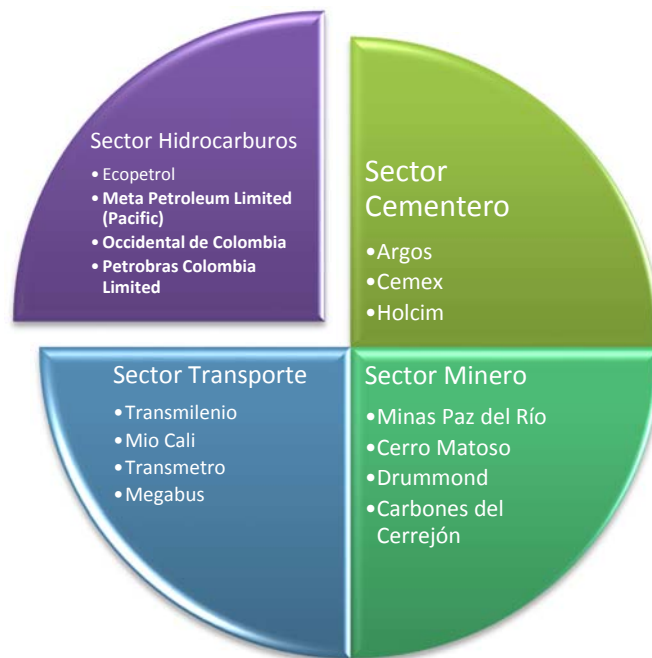 Sector Hidrocarburos
•Ecopetrol
•Meta Petroleum Limited
(Pacific)
•Occidental de Colombia
•Petrobras Colombia
Limited
Sector
Cementero
•Argos
•Cemex
•Holcim
Sector Transporte
•Transmilenio
•Mio Cali
•Transmetro
•Megabus
Sector Minero
•Minas Paz del Río
•Cerro Matoso
•Drummond
•Carbones del
Cerrejón